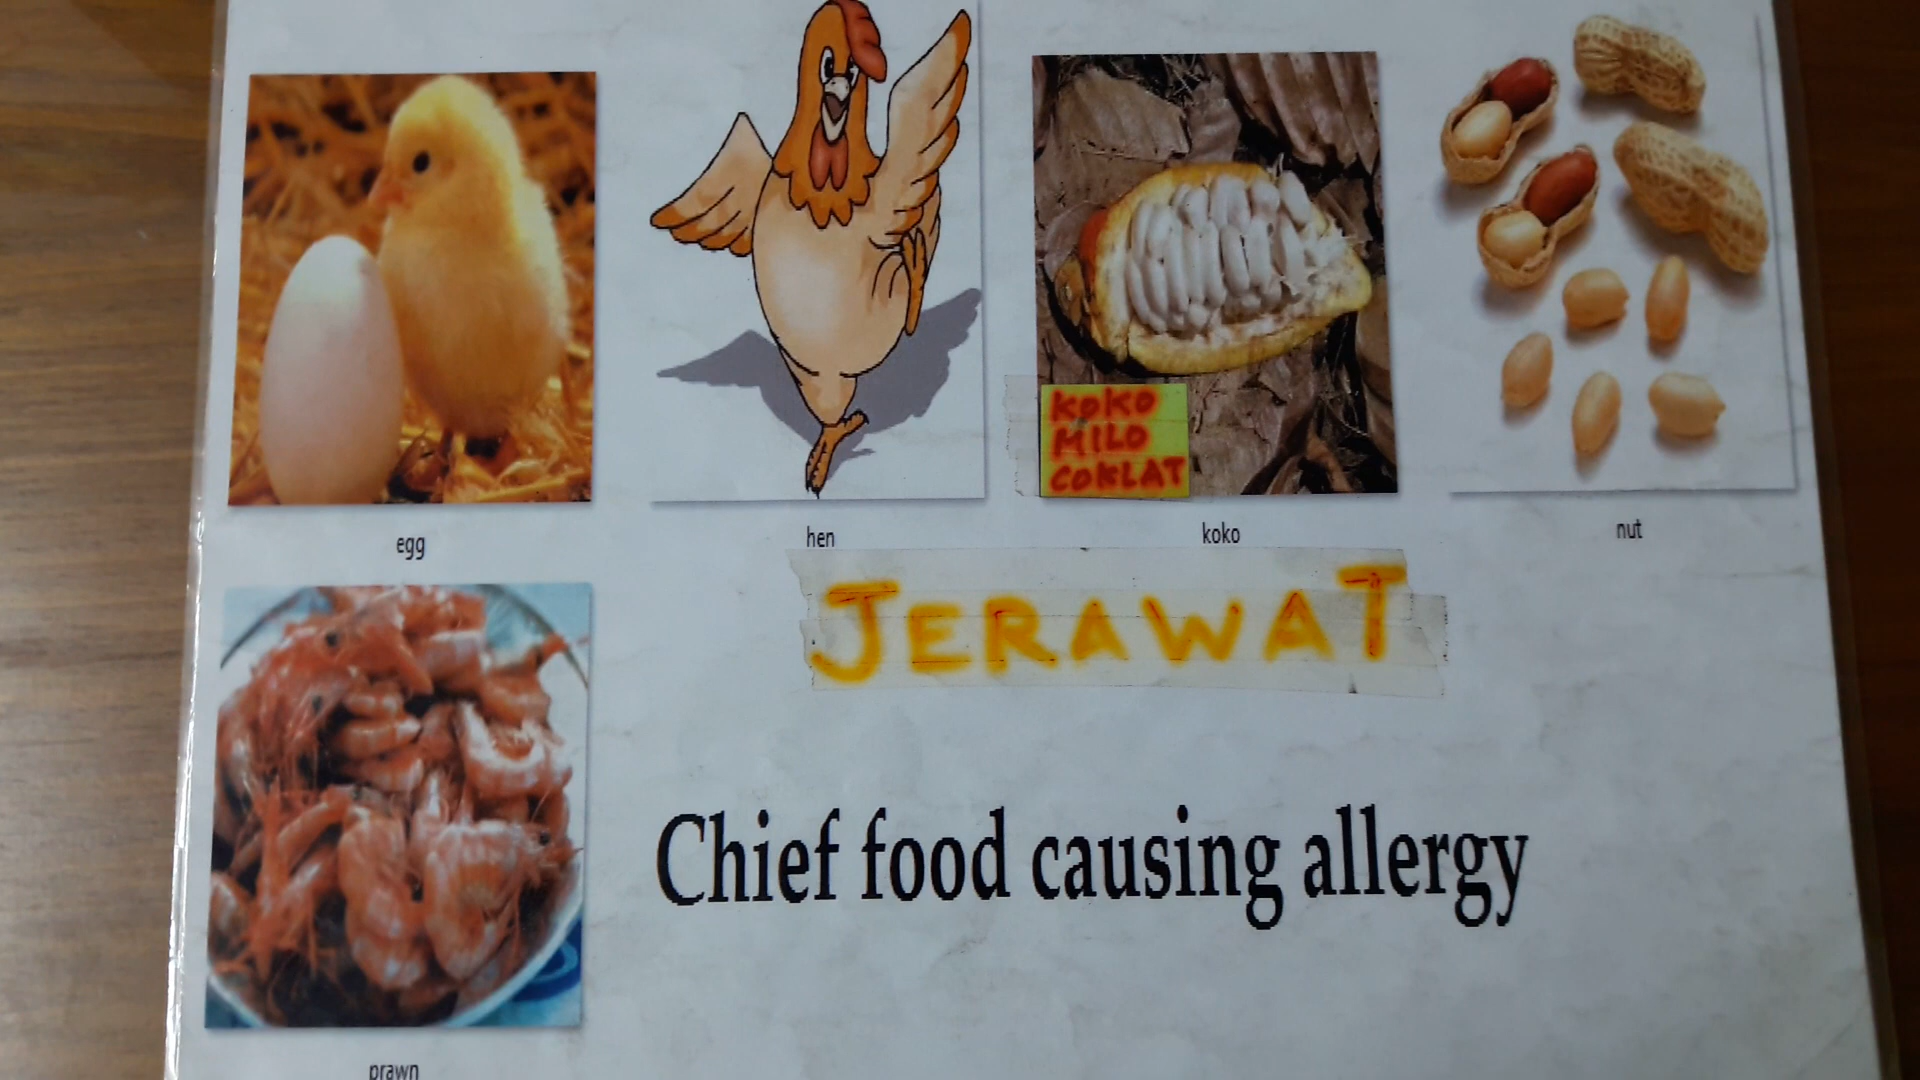 KOKO
MILO
COKLAT
egg
hen
koko
nut
JERAWAT
Chief food causing allergy
prawn